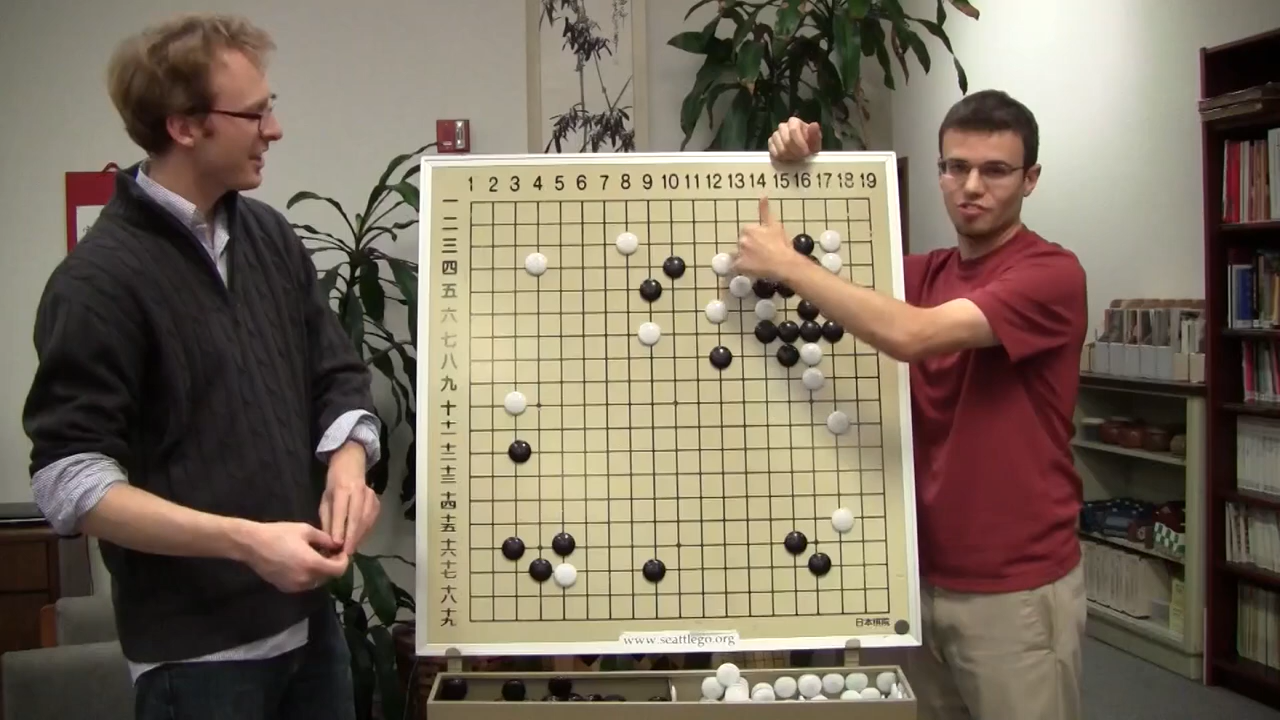 1 2 3 4 5 6 7 8 9 10 11 12 13 14 15 16 17 18 19
一
二
三
四
五
六
七
八
九
十
十一
十二
十三
十四
十五
十六
十七
十八
十九
日本棋院
www.seattlego.org